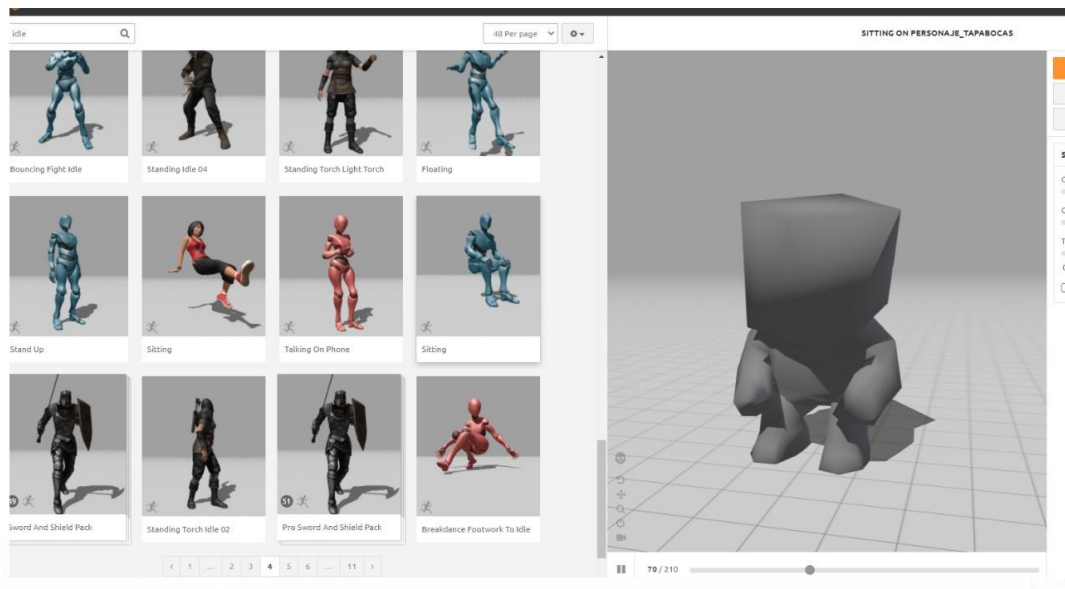 idle
48 Per page
SITTING ON PERSONAJE_TAPABOCAS
Bouncing Fight Idle
Standing Idle 04
Standing Torch Light Torch
Floating
Stand Up
Sitting
Talking On Phone
Sitting
Sword And Shield Pack
Standing Torch Idle 02
51
Pro Sword And Shield Pack
Breakdance Footwork To Idle
< 1 ... 2 3 4 5 6 ... 11 >
70 / 210